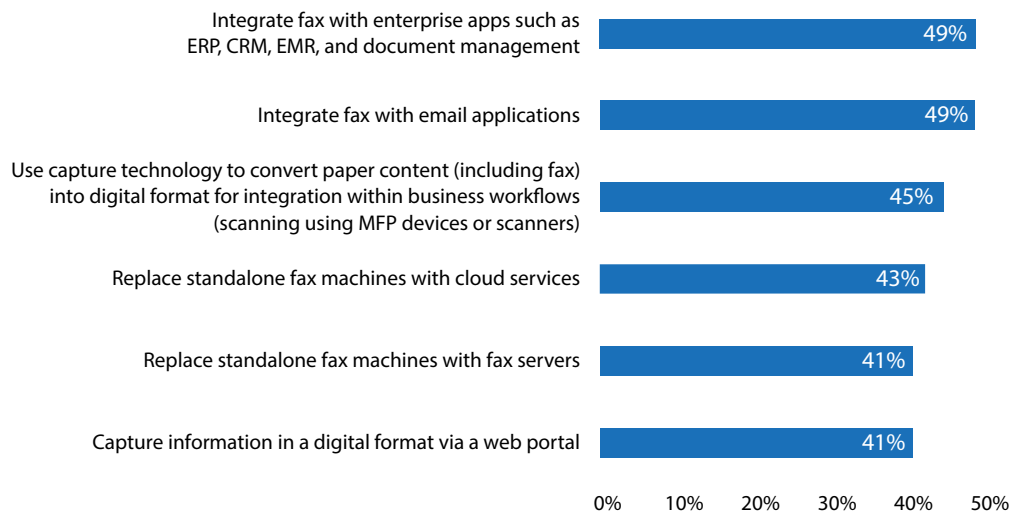 Integrate fax with enterprise apps such as
ERP, CRM, EMR, and document management
49%
Integrate fax with email applications
49%
Use capture technology to convert paper content (including fax)
into digital format for integration within business workflows
(scanning using MFP devices or scanners)
45%
Replace standalone fax machines with cloud services
43%
Replace standalone fax machines with fax servers
41%
Capture information in a digital format via a web portal
41%
0% 10% 20% 30% 40% 50%